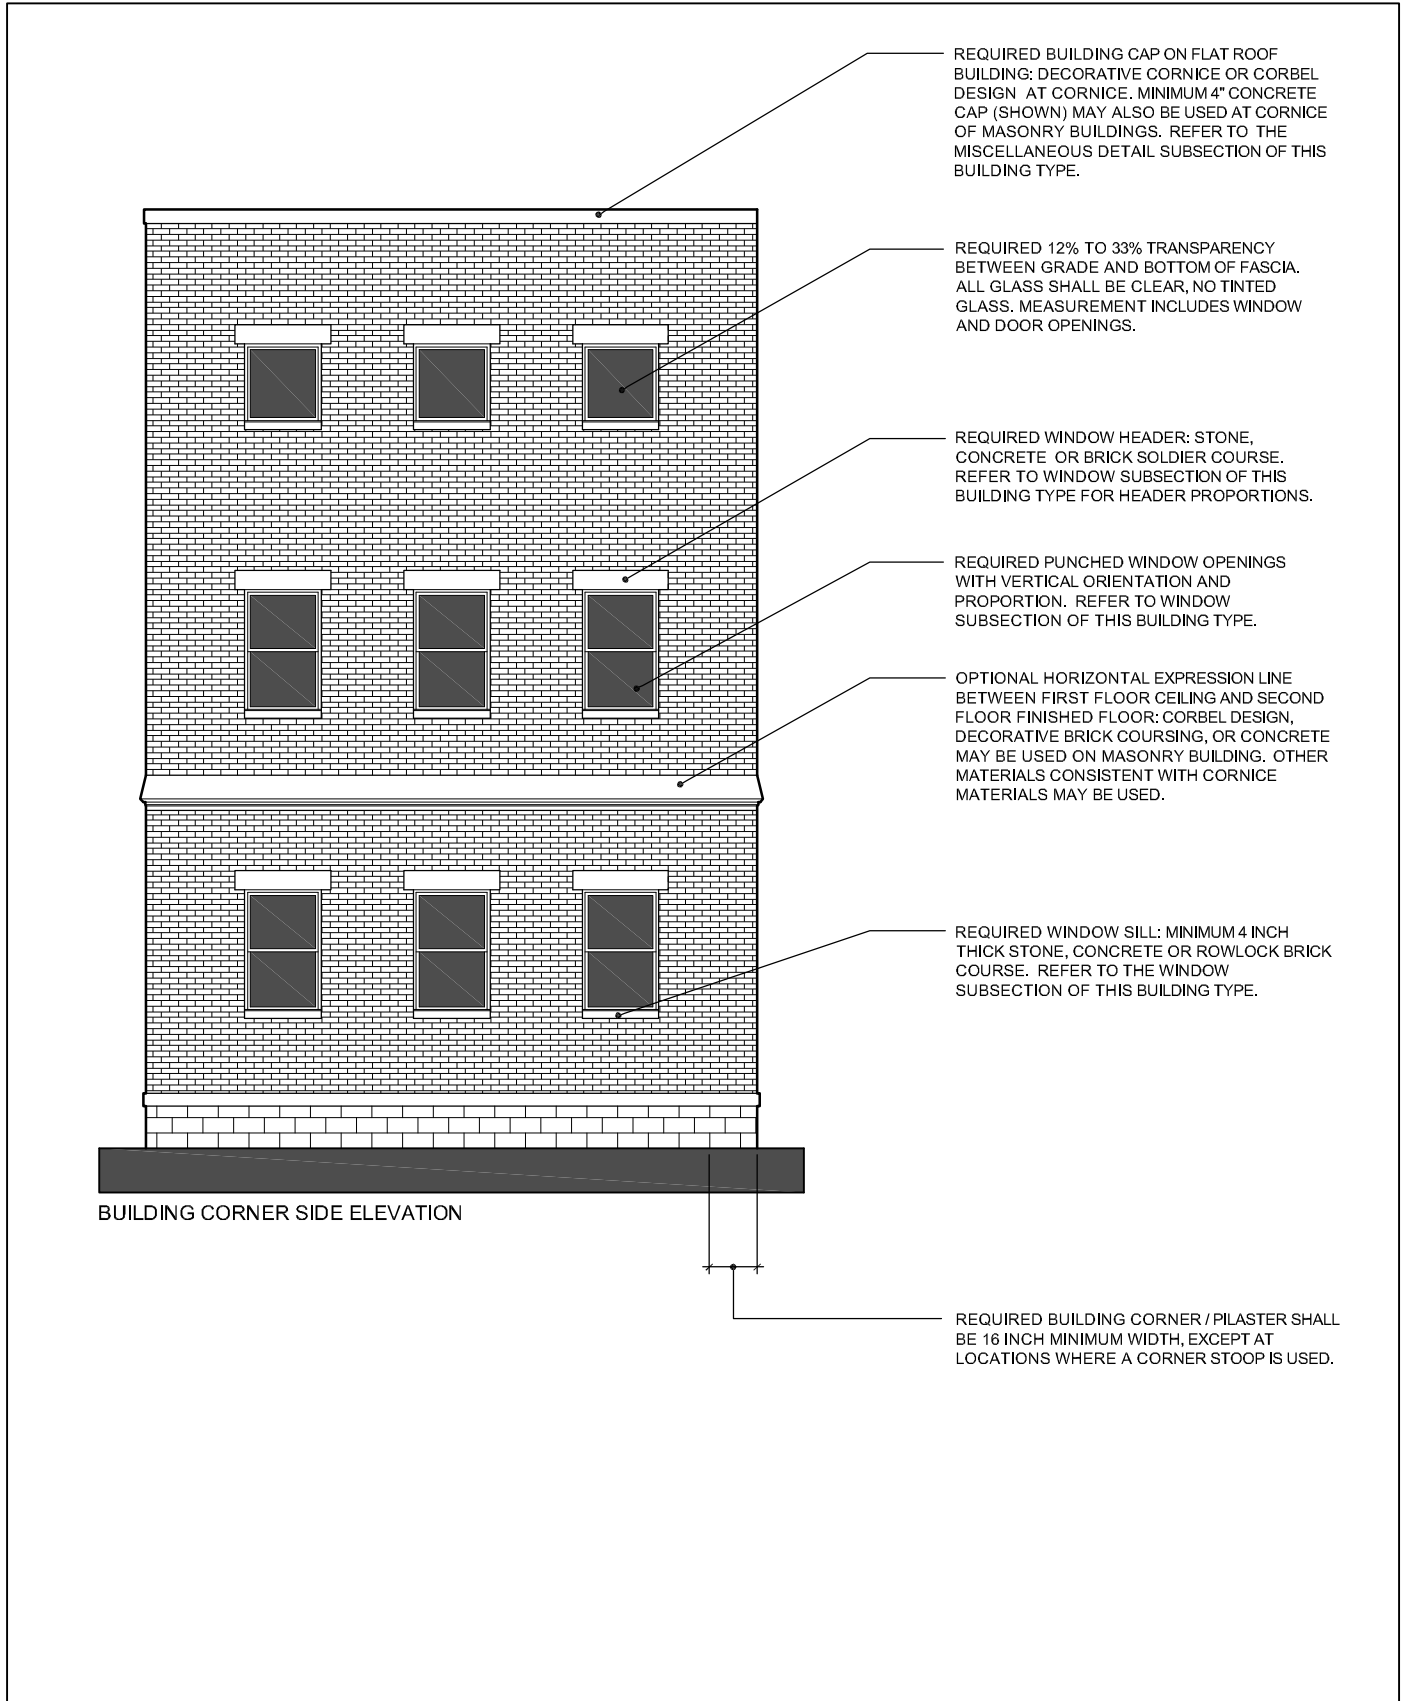 REQUIRED BUILDING CAP ON FLAT ROOF
BUILDING: DECORATIVE CORNICE OR CORBEL
DESIGN AT CORNICE. MINIMUM 4" CONCRETE
CAP (SHOWN) MAY ALSO BE USED AT CORNICE
OF MASONRY BUILDINGS. REFER TO THE
MISCELLANEOUS DETAIL SUBSECTION OF THIS
BUILDING TYPE.
REQUIRED 12% TO 33% TRANSPARENCY
BETWEEN GRADE AND BOTTOM OF FASCIA.
ALL GLASS SHALL BE CLEAR, NO TINTED
GLASS. MEASUREMENT INCLUDES WINDOW
AND DOOR OPENINGS.
REQUIRED WINDOW HEADER: STONE,
CONCRETE OR BRICK SOLDIER COURSE.
REFER TO WINDOW SUBSECTION OF THIS
BUILDING TYPE FOR HEADER PROPORTIONS.
REQUIRED PUNCHED WINDOW OPENINGS
WITH VERTICAL ORIENTATION AND
PROPORTION. REFER TO WINDOW
SUBSECTION OF THIS BUILDING TYPE.
OPTIONAL HORIZONTAL EXPRESSION LINE
BETWEEN FIRST FLOOR CEILING AND SECOND
FLOOR FINISHED FLOOR: CORBEL DESIGN,
DECORATIVE BRICK COURSING, OR CONCRETE
MAY BE USED ON MASONRY BUILDING. OTHER
MATERIALS CONSISTENT WITH CORNICE
MATERIALS MAY BE USED.
REQUIRED WINDOW SILL: MINIMUM 4 INCH
THICK STONE, CONCRETE OR ROWLOCK BRICK
COURSE. REFER TO THE WINDOW
SUBSECTION OF THIS BUILDING TYPE.
BUILDING CORNER SIDE ELEVATION
REQUIRED BUILDING CORNER / PILASTER SHALL
BE 16 INCH MINIMUM WIDTH, EXCEPT AT
LOCATIONS WHERE A CORNER STOOP IS USED.